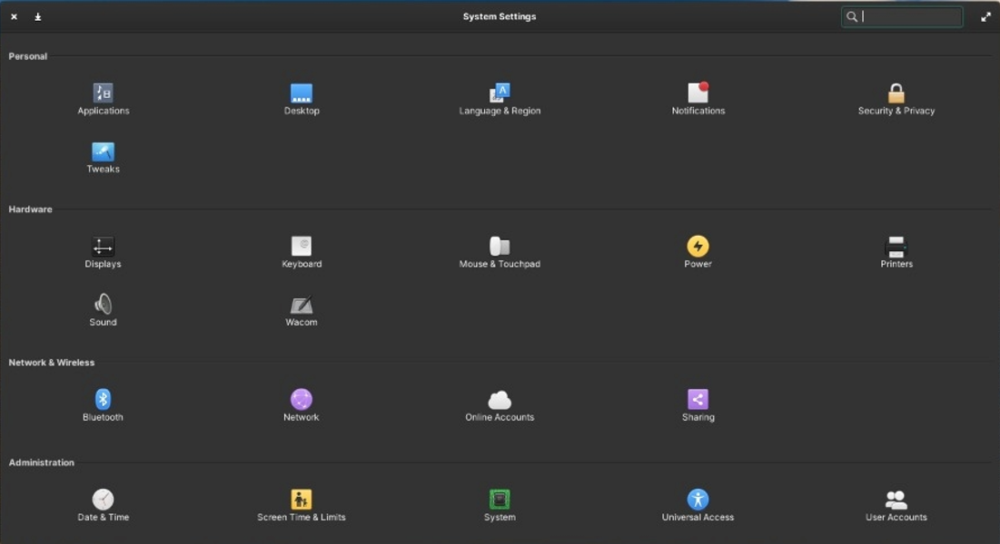 System Settings
Personal
Applications
Desktop
Language & Region
Notifications
Security & Privacy
Tweaks
Hardware
Displays
Keyboard
Mouse & Touchpad
Power
Printers
Sound
Wacom
Network & Wireless
Bluetooth
Network
Online Accounts
Sharing
Administration
Date & Time
Screen Time & Limits
System
Universal Access
User Accounts